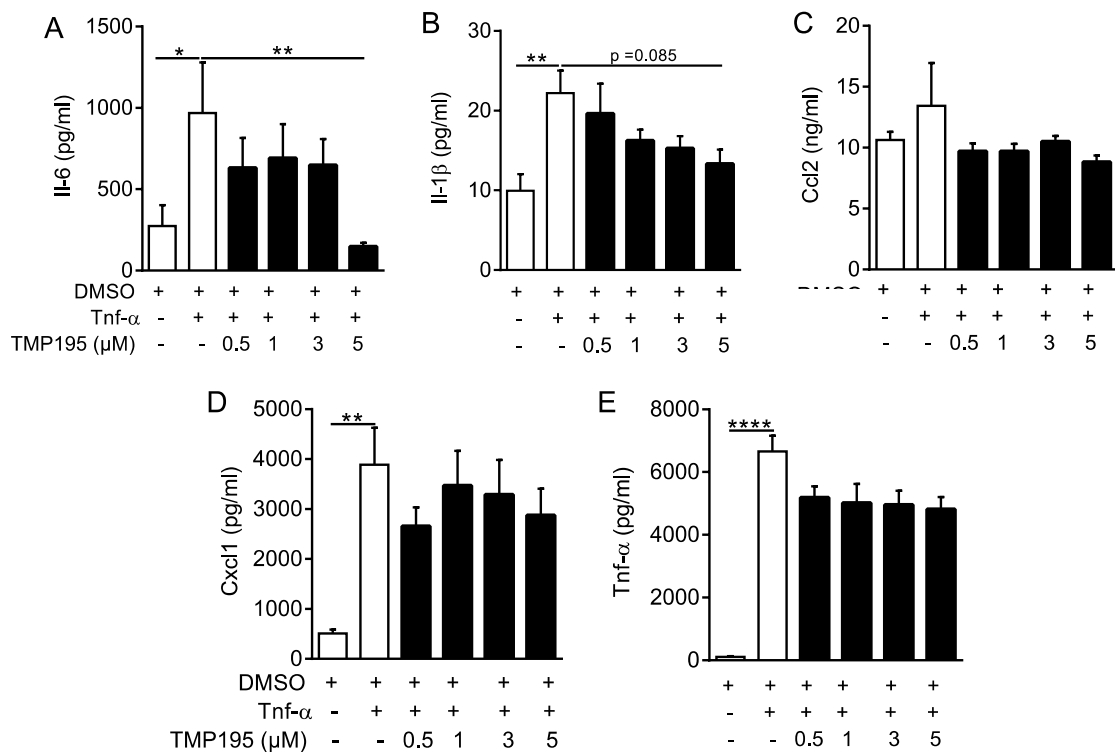 A
Il-6 (pg/ml)
1500
1000
500
0
*
**
DMSO + + + + + +
Tnf-α - + + + + +
TMP195 (µM) - - 0.5 1 3 5
B
Il-1β (pg/ml)
30
20
10
0
**
p =0.085
+ + + + + +
- + + + + +
- - 0.5 1 3 5
C
Ccl2 (ng/ml)
20
15
10
5
0
+ + + + + +
- + + + + +
- - 0.5 1 3 5
D
Cxcl1 (pg/ml)
5000
4000
3000
2000
1000
0
**
DMSO + + + + + +
Tnf-α - + + + + +
TMP195 (µM) - - 0.5 1 3 5
E
Tnf-α (pg/ml)
8000
6000
4000
2000
0
****
+ + + + + +
- + + + + +
- - 0.5 1 3 5